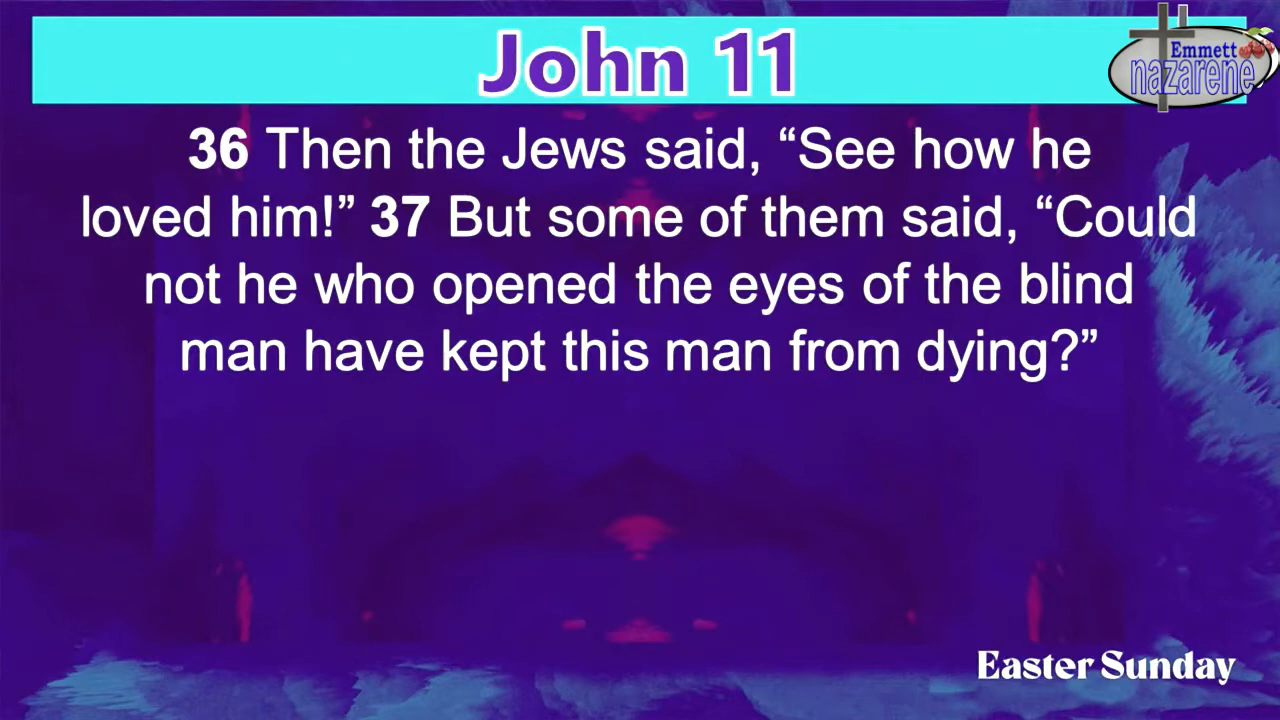 John 11
Emmett
nazarene
36 Then the Jews said, “See how he
loved him!” 37 But some of them said, “Could
not he who opened the eyes of the blind
man have kept this man from dying?”
Easter Sunday